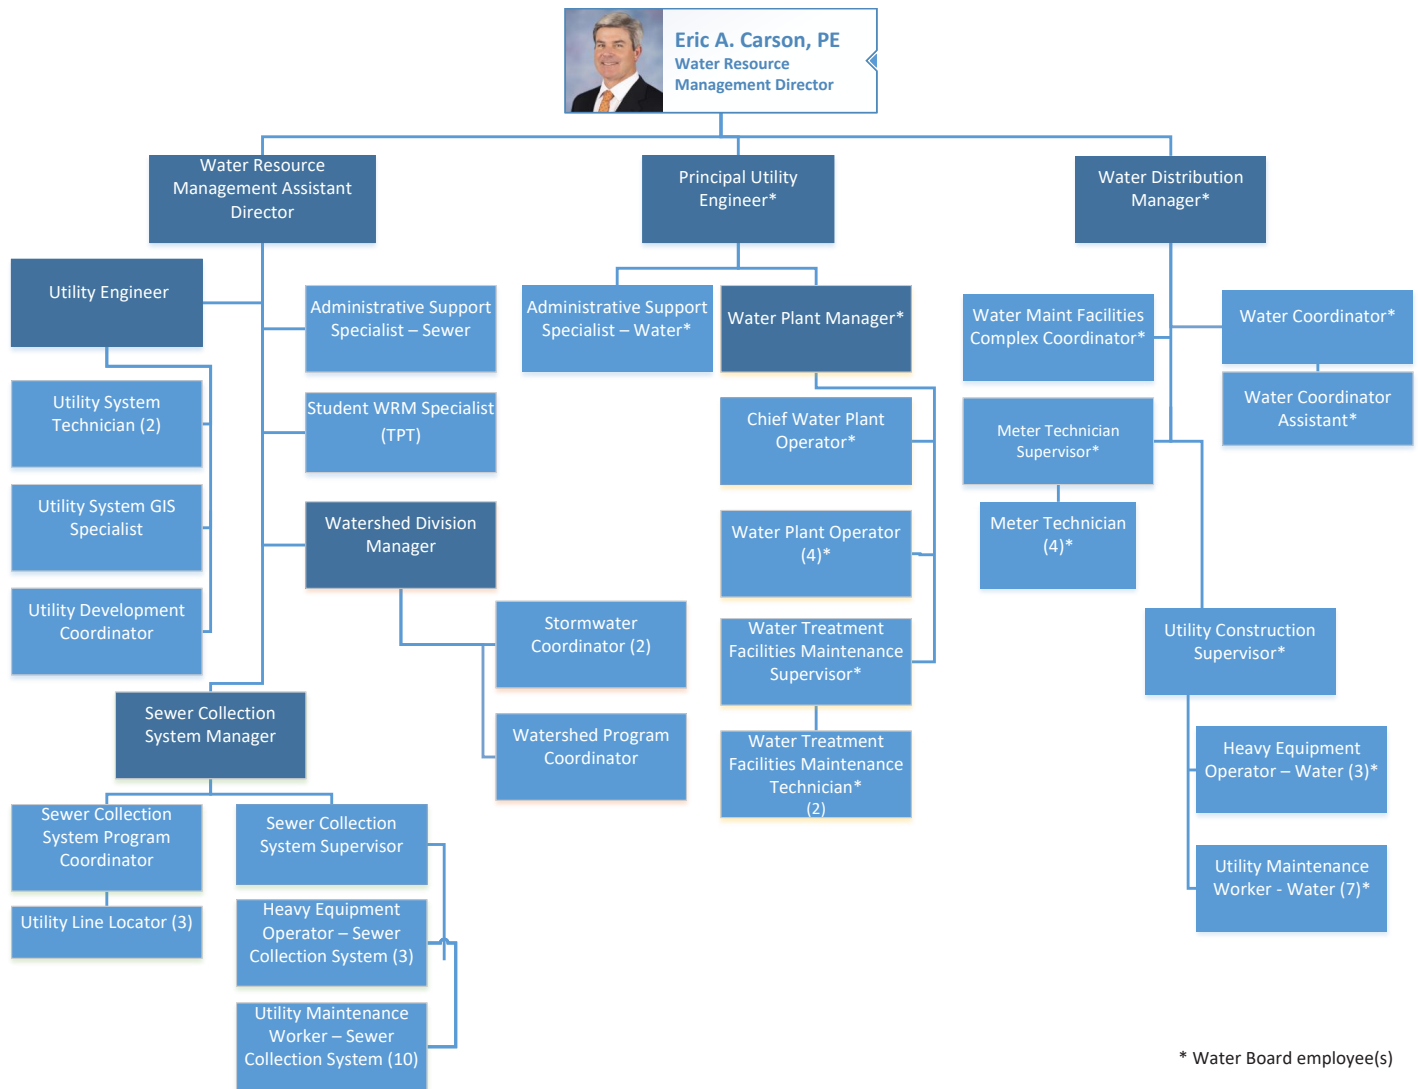 Eric A. Carson, PE
Water Resource
Management Director
Water Resource
Management Assistant
Director
Principal Utility
Engineer*
Water Distribution
Manager*
Utility Engineer
Administrative Support
Specialist – Sewer
Administrative Support
Specialist – Water*
Water Plant Manager*
Water Maint Facilities
Complex Coordinator*
Water Coordinator*
Utility System
Technician (2)
Student WRM Specialist
(TPT)
Chief Water Plant
Operator*
Meter Technician
Supervisor*
Water Coordinator
Assistant*
Utility System GIS
Specialist
Watershed Division
Manager
Water Plant Operator
(4)*
Meter Technician
(4)*
Utility Development
Coordinator
Stormwater
Coordinator (2)
Water Treatment
Facilities Maintenance
Supervisor*
Utility Construction
Supervisor*
Sewer Collection
System Manager
Watershed Program
Coordinator
Water Treatment
Facilities Maintenance
Technician*
(2)
Heavy Equipment
Operator – Water (3)*
Sewer Collection
System Program
Coordinator
Sewer Collection
System Supervisor
Utility Maintenance
Worker - Water (7)*
Utility Line Locator (3)
Heavy Equipment
Operator – Sewer
Collection System (3)
Utility Maintenance
Worker – Sewer
Collection System (10)
* Water Board employee(s)